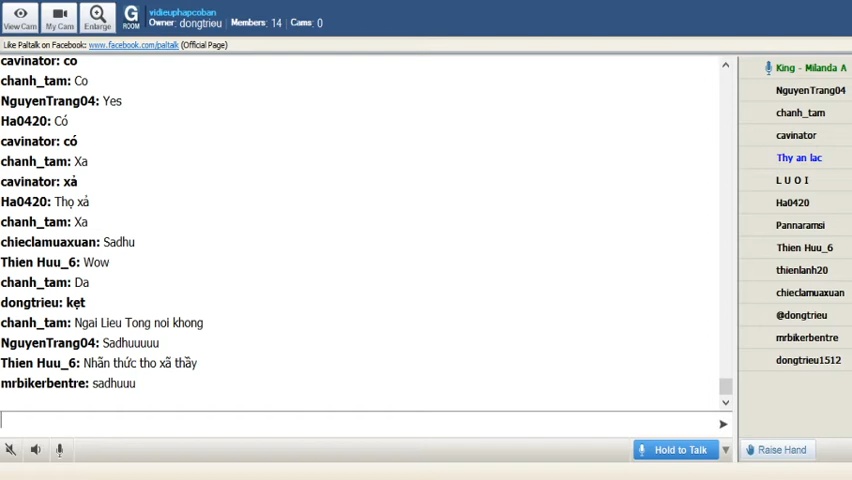 vidieuphapcoban
Owner: dongtrieu Members: 14 Cams: 0
View Cam
My Cam
Enlarge
G
ROOM
Like Paltalk on Facebook: www.facebook.com/paltalk (Official Page)
cavinator: co
chanh_tam: Co
NguyenTrang04: Yes
Ha0420: Có
cavinator: có
chanh_tam: Xa
cavinator: xả
Ha0420: Thọ xả
chanh_tam: Xa
chieclamuaxuan: Sadhu
Thien Huu_6: Wow
chanh_tam: Da
dongtrieu: kẹt
chanh_tam: Ngai Lieu Tong noi khong
NguyenTrang04: Sadhuuuuu
Thien Huu_6: Nhãn thức tho xã thầy
mrbikerbentre: sadhuuu
Hold to Talk
King - Milanda A
NguyenTrang04
chanh_tam
cavinator
Thy an lac
L U O I
Ha0420
Pannaramsi
Thien Huu_6
thienlanh20
chieclamuaxuan
@dongtrieu
mrbikerbentre
dongtrieu1512
Raise Hand